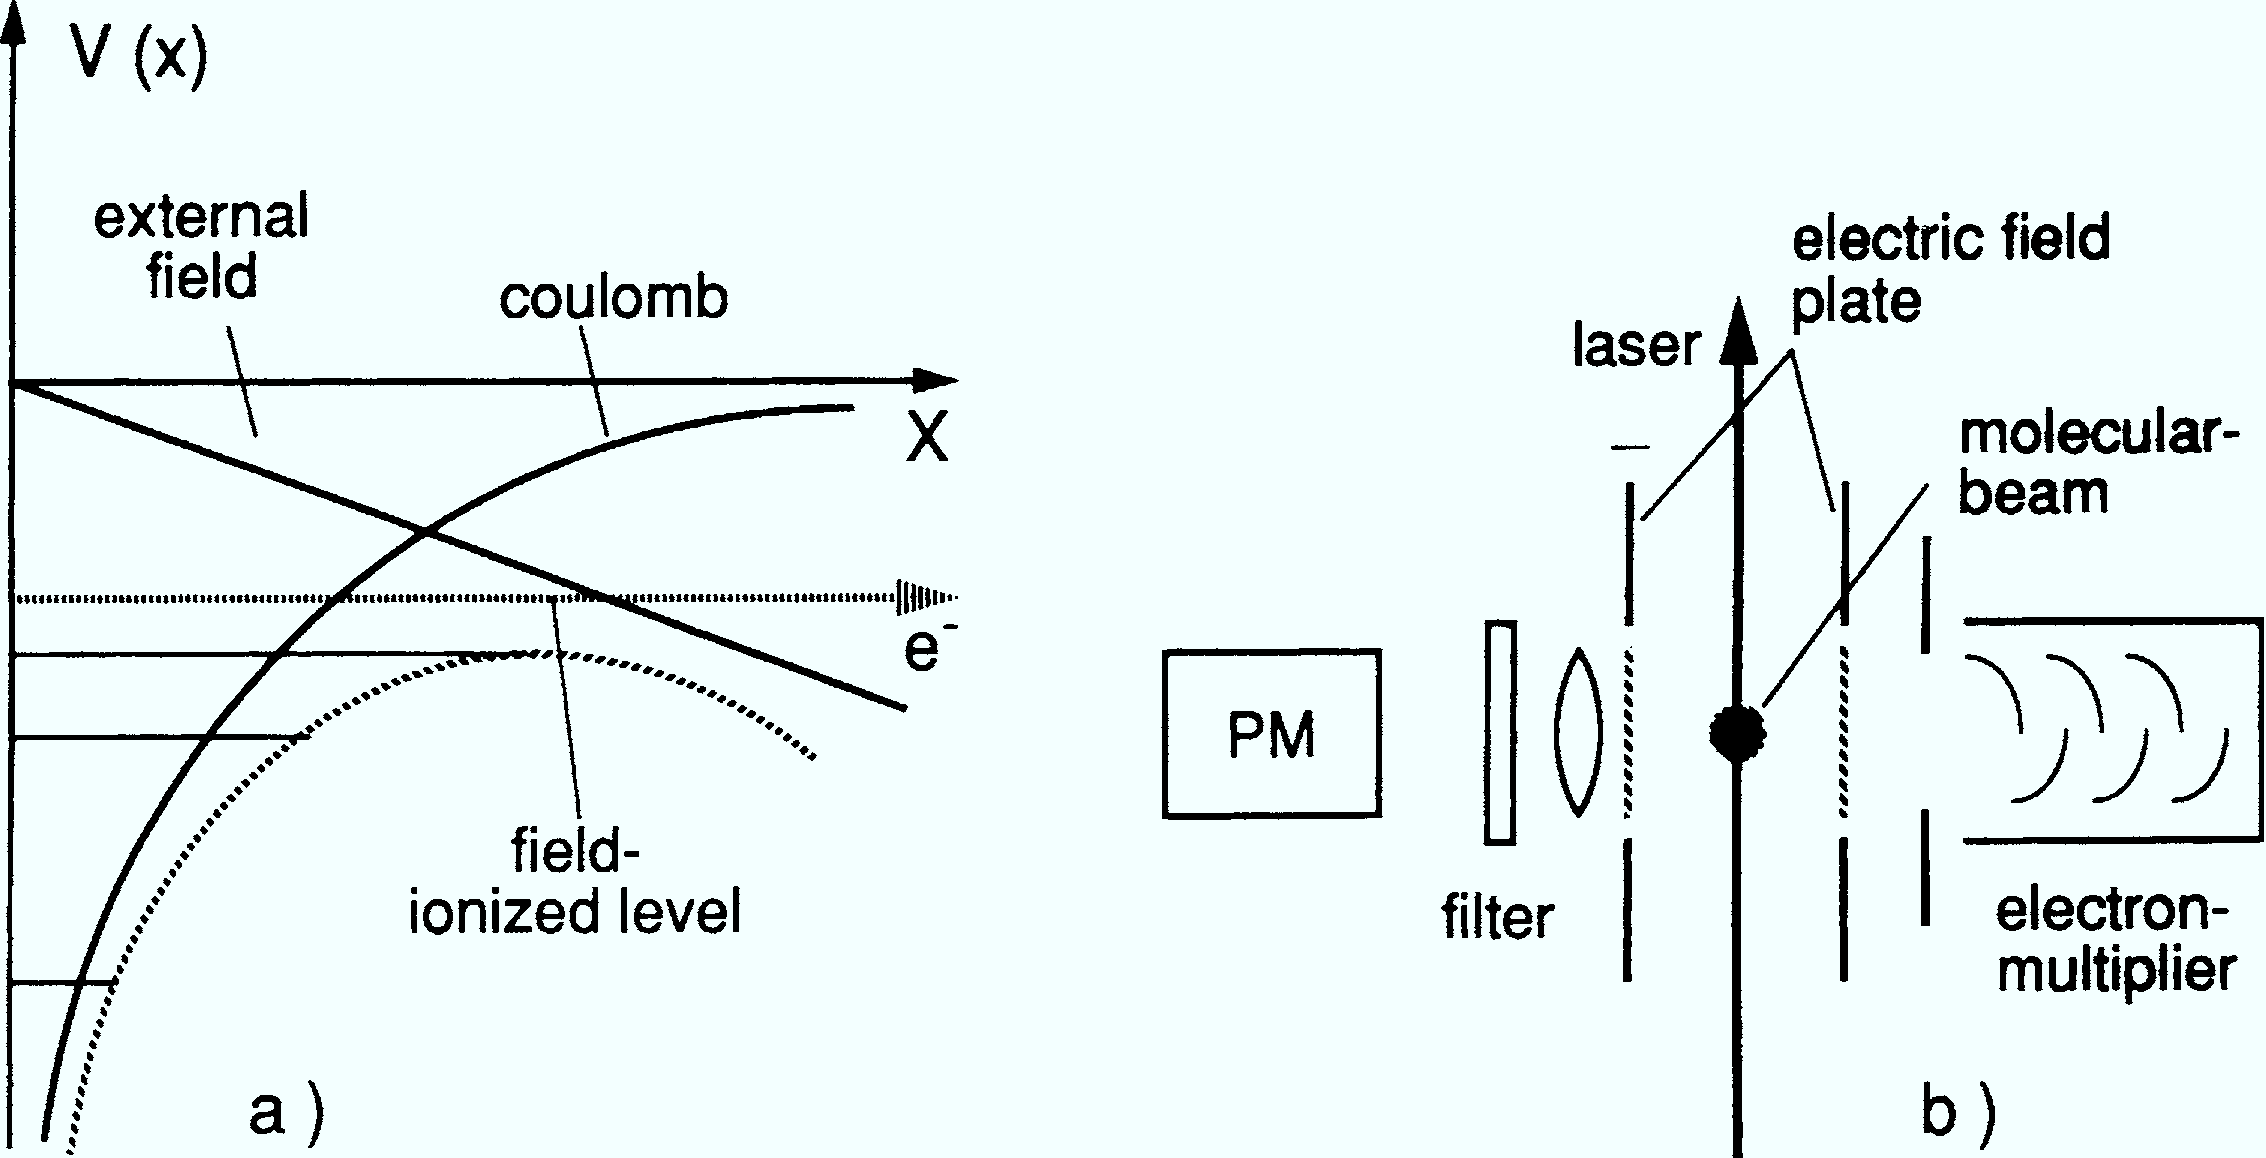 V (x)
external
field
coulomb
X
e-
field-
ionized level
a )
electric field
plate
laser
molecular-
beam
PM
filter
electron-
multiplier
b )